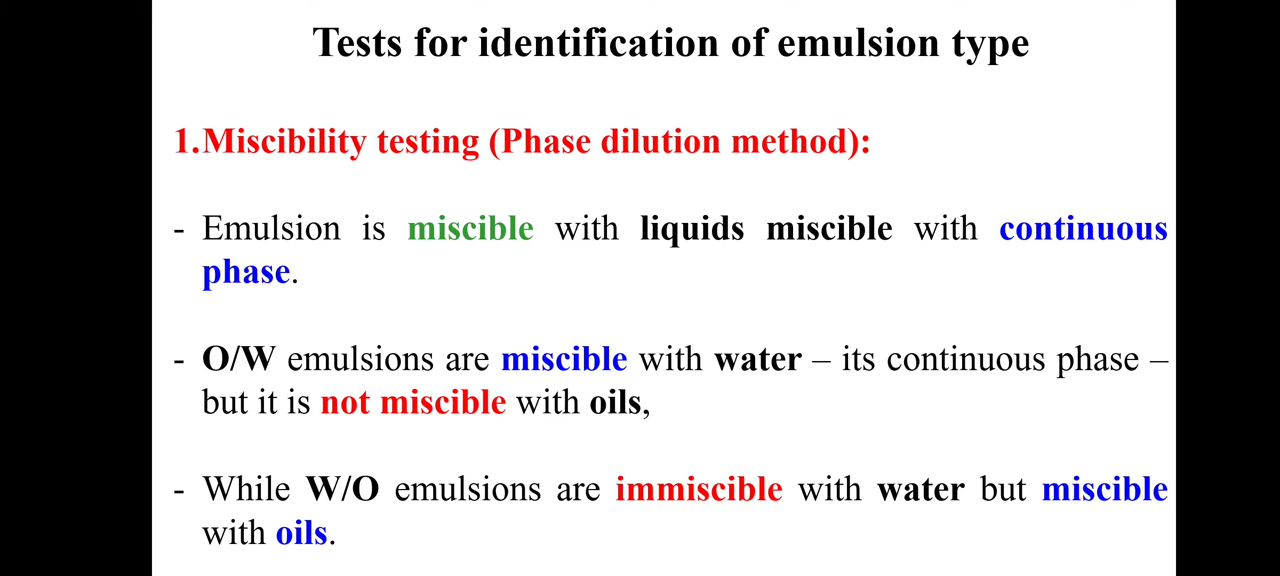 Tests for identification of emulsion type
1.Miscibility testing (Phase dilution method):
- Emulsion is miscible with liquids miscible with continuous
phase.
- O/W emulsions are miscible with water – its continuous phase –
but it is not miscible with oils,
- While W/O emulsions are immiscible with water but miscible
with oils.